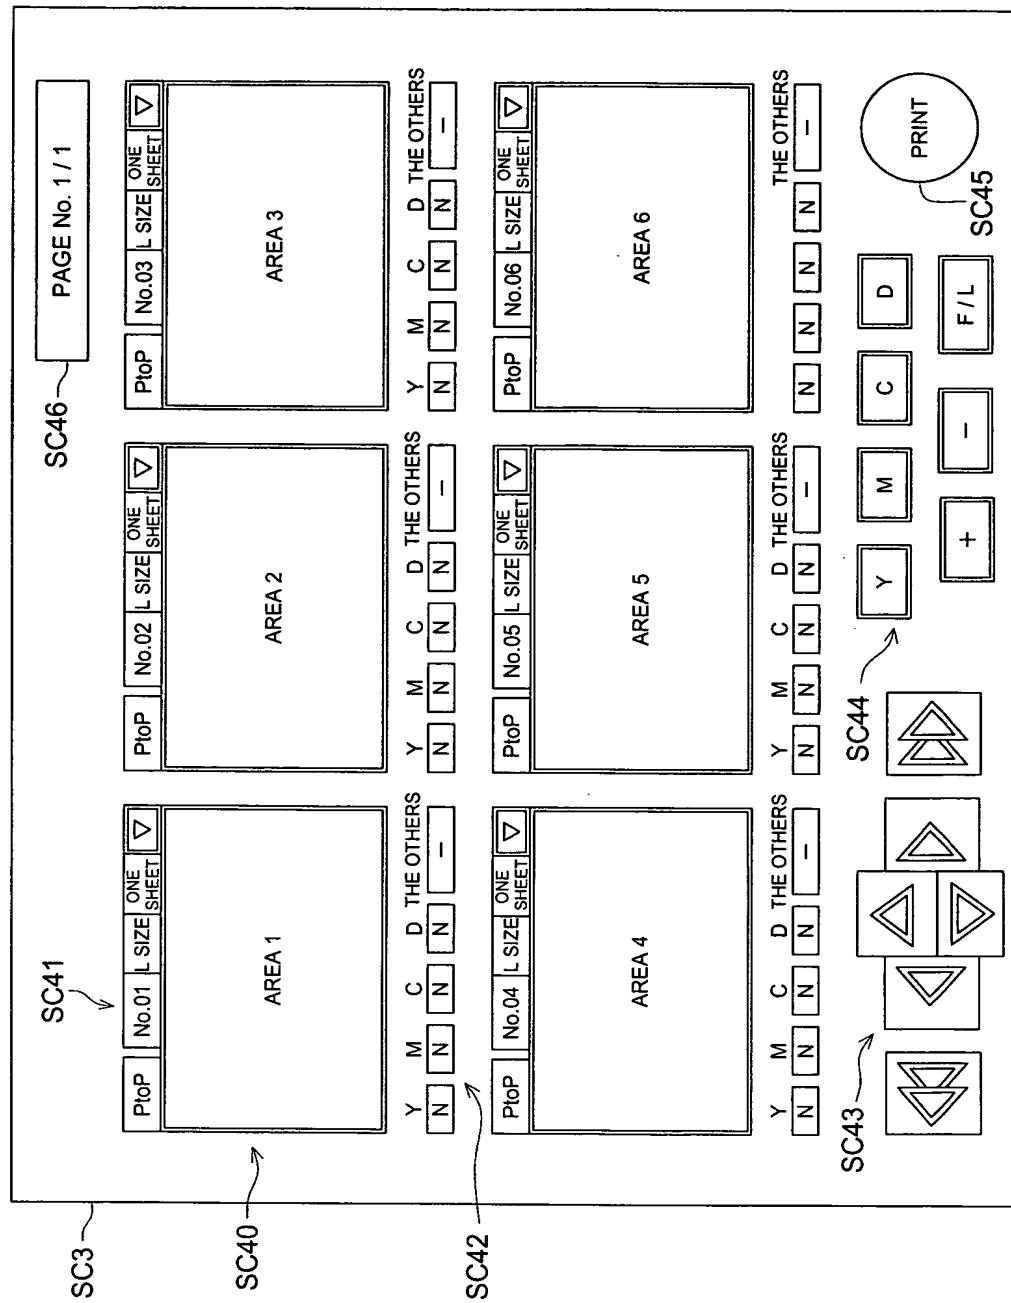 SC46
PAGE No. 1 / 1
SC41
SC3
PtoP No.01 L SIZE ONE SHEET ▽
PtoP No.02 L SIZE ONE SHEET ▽
PtoP No.03 L SIZE ONE SHEET ▽
SC40
AREA 1
AREA 2
AREA 3
Y M C D THE OTHERS
Y M C D THE OTHERS
Y M C D THE OTHERS
N N N N –
N N N N –
N N N N –
SC42
PtoP No.04 L SIZE ONE SHEET ▽
PtoP No.05 L SIZE ONE SHEET ▽
PtoP No.06 L SIZE ONE SHEET ▽
AREA 4
AREA 5
AREA 6
Y M C D THE OTHERS
Y M C D THE OTHERS
THE OTHERS
N N N N –
N N N N –
N N N N –
SC43
SC44
Y M C D
PRINT
+ – F / L
SC45